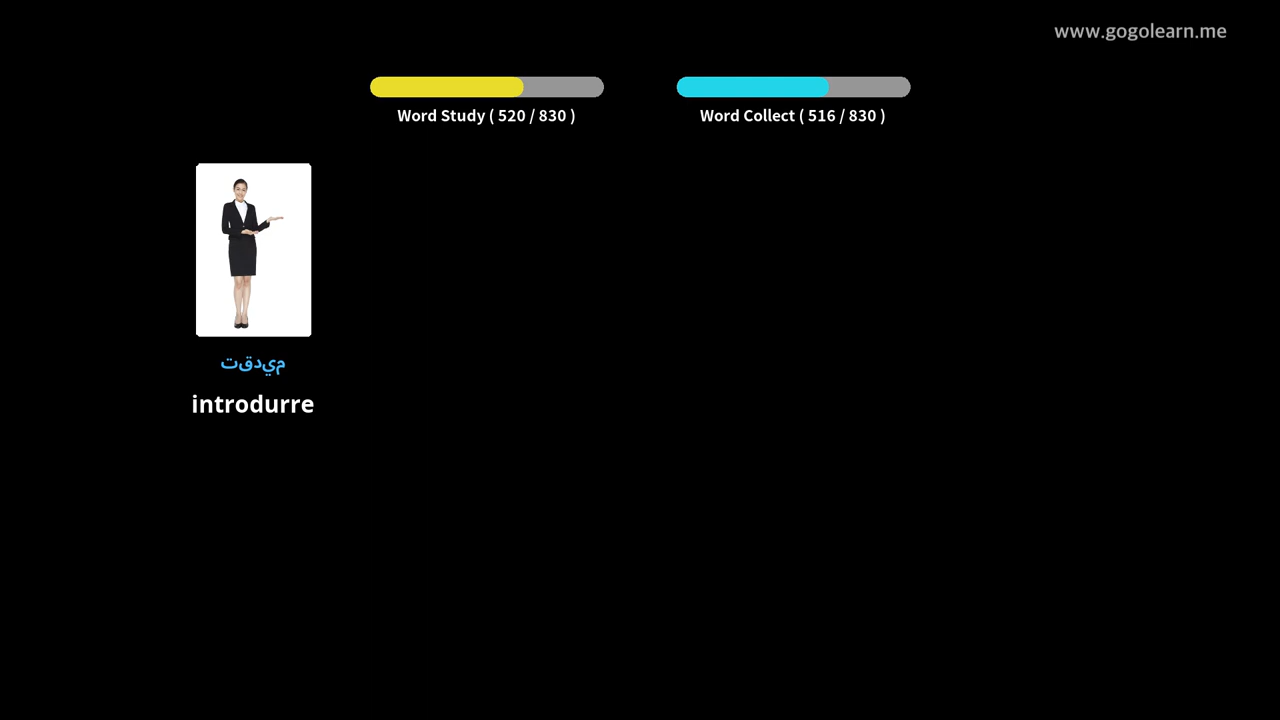 www.gogolearn.me
Word Study ( 520 / 830 )
Word Collect ( 516 / 830 )
تقديم
introdurre